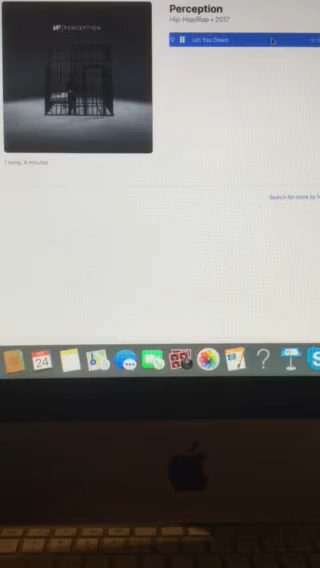 Perception
Hip-Hop/Rap • 2017
NF | PERCEPTION
Let You Down
1 song, 4 minutes
Search for more by
24